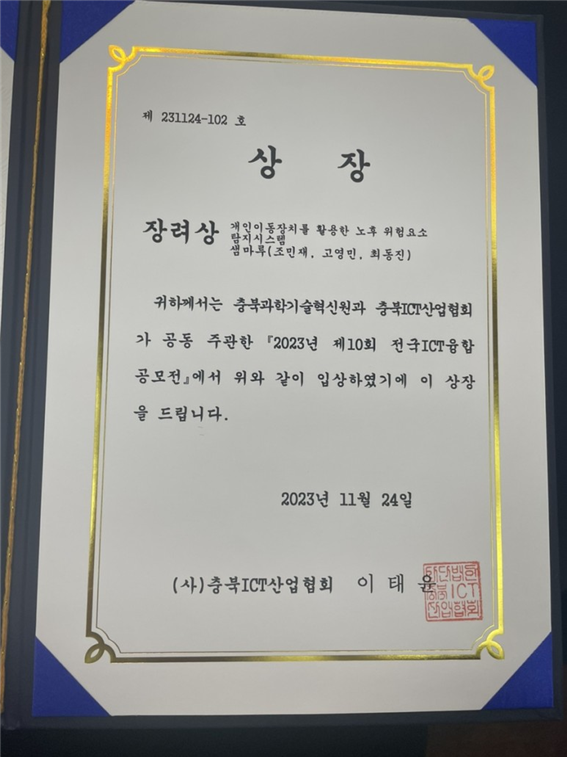 제 231124-102 호
상 장
장려상 개인이동장치를 활용한 노후 위험요소
탐지시스템
샘마루(조민재, 고영민, 최동진)
귀하께서는 충북과학기술혁신원과 충북ICT산업협회
가 공동 주관한 『2023년 제10회 전국ICT융합
공모전』에서 위와 같이 입상하였기에 이 상장
을 드립니다.
2023년 11월 24일
(사)충북ICT산업협회 이태윤
사단법인
충북ICT
산업협회